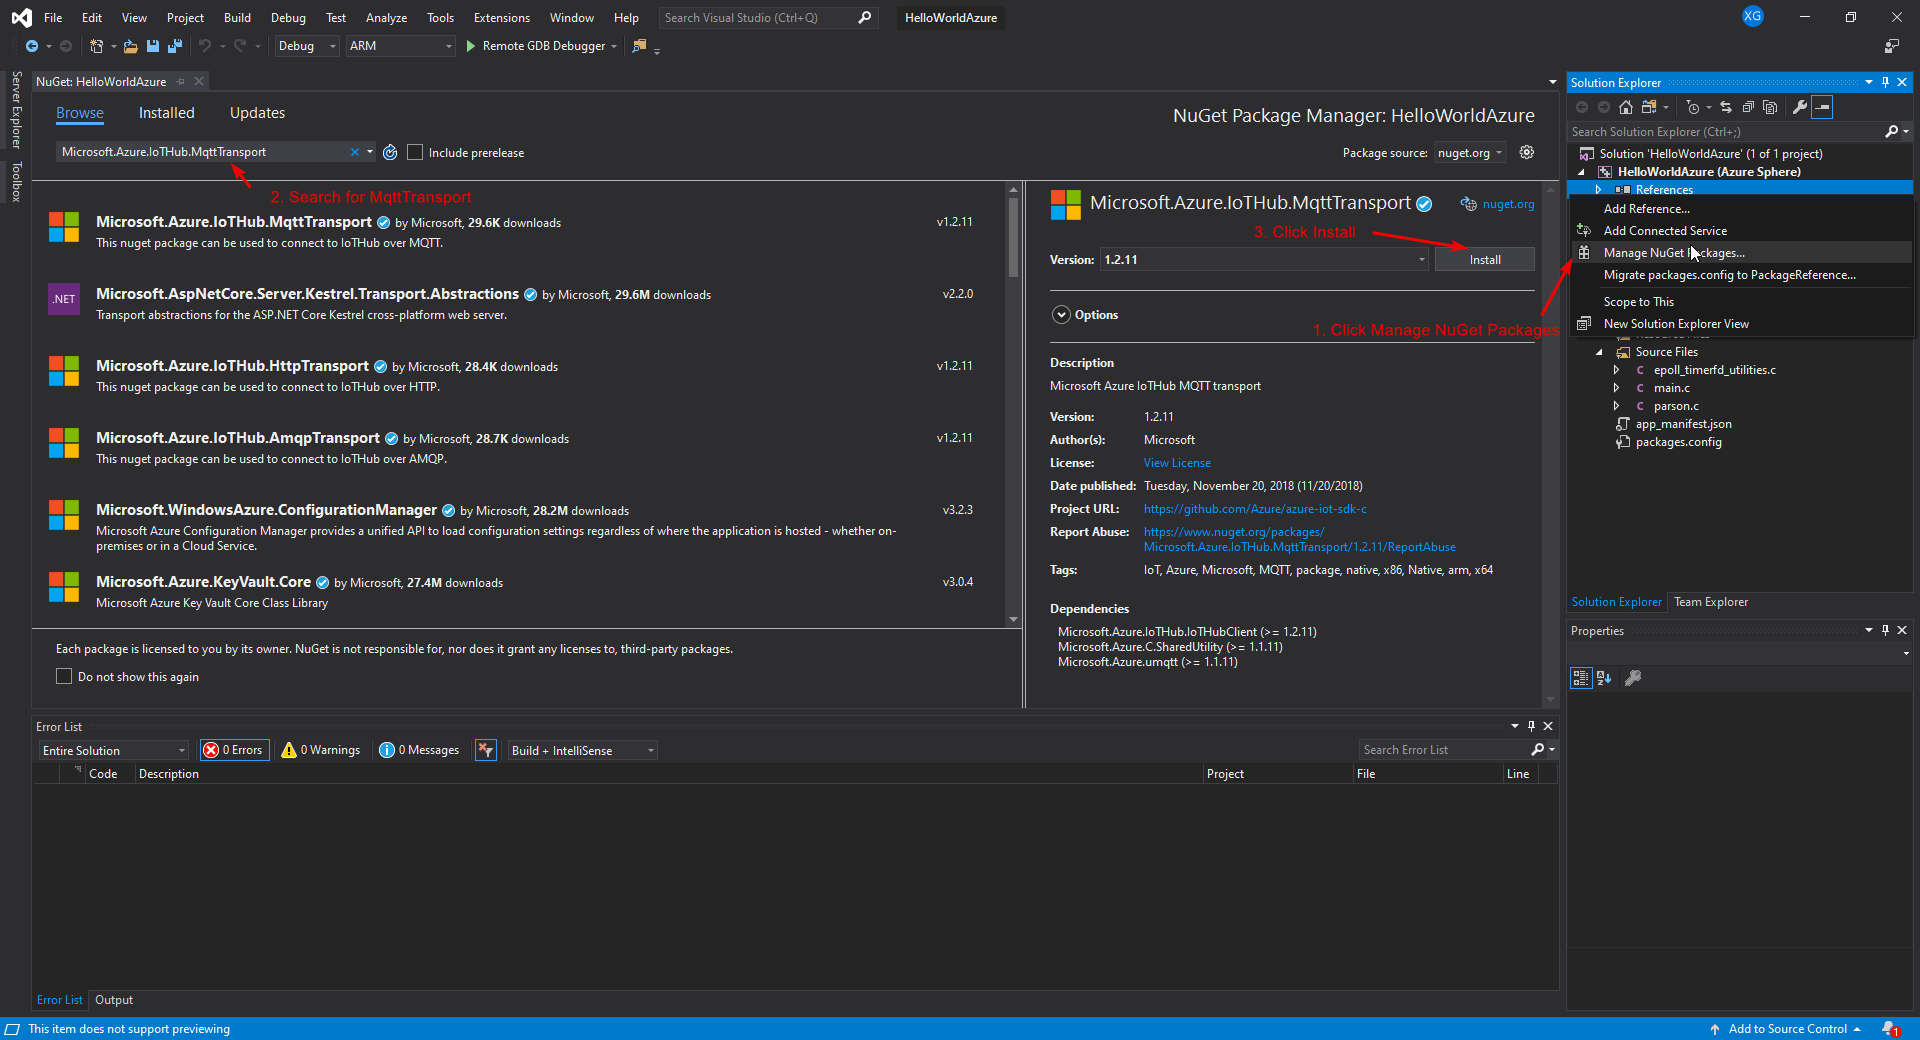 File Edit View Project Build Debug Test Analyze Tools Extensions Window Help Search Visual Studio (Ctrl+Q) HelloWorldAzure XG
Debug ARM Remote GDB Debugger
Server Explorer
Toolbox
NuGet: HelloWorldAzure
Browse Installed Updates
NuGet Package Manager: HelloWorldAzure
Microsoft.Azure.IoTHub.MqttTransport Include prerelease
Package source: nuget.org
2. Search for MqttTransport
Microsoft.Azure.IoTHub.MqttTransport by Microsoft, 29.6K downloads v1.2.11
This nuget package can be used to connect to IoTHub over MQTT.
.NET
Microsoft.AspNetCore.Server.Kestrel.Transport.Abstractions by Microsoft, 29.6M downloads v2.2.0
Transport abstractions for the ASP.NET Core Kestrel cross-platform web server.
Microsoft.Azure.IoTHub.HttpTransport by Microsoft, 28.4K downloads v1.2.11
This nuget package can be used to connect to IoTHub over HTTP.
Microsoft.Azure.IoTHub.AmqpTransport by Microsoft, 28.7K downloads v1.2.11
This nuget package can be used to connect to IoTHub over AMQP.
Microsoft.WindowsAzure.ConfigurationManager by Microsoft, 28.2M downloads v3.2.3
Microsoft Azure Configuration Manager provides a unified API to load configuration settings regardless of where the application is hosted - whether on-
premises or in a Cloud Service.
Microsoft.Azure.KeyVault.Core by Microsoft, 27.4M downloads v3.0.4
Microsoft Azure Key Vault Core Class Library
Each package is licensed to you by its owner. NuGet is not responsible for, nor does it grant any licenses to, third-party packages.
Do not show this again
Microsoft.Azure.IoTHub.MqttTransport nuget.org
3. Click Install
Version: 1.2.11 Install
Options
1. Click Manage NuGet Packages
Description
Microsoft Azure IoTHub MQTT transport
Version: 1.2.11
Author(s): Microsoft
License: View License
Date published: Tuesday, November 20, 2018 (11/20/2018)
Project URL: https://github.com/Azure/azure-iot-sdk-c
Report Abuse: https://www.nuget.org/packages/
Microsoft.Azure.IoTHub.MqttTransport/1.2.11/ReportAbuse
Tags: IoT, Azure, Microsoft, MQTT, package, native, x86, Native, arm, x64
Dependencies
Microsoft.Azure.IoTHub.IoTHubClient (>= 1.2.11)
Microsoft.Azure.C.SharedUtility (>= 1.1.11)
Microsoft.Azure.umqtt (>= 1.1.11)
Solution Explorer
Search Solution Explorer (Ctrl+;)
Solution 'HelloWorldAzure' (1 of 1 project)
HelloWorldAzure (Azure Sphere)
References
Add Reference...
Add Connected Service
Manage NuGet Packages...
Migrate packages.config to PackageReference...
Scope to This
New Solution Explorer View
Source Files
epoll_timerfd_utilities.c
main.c
parson.c
app_manifest.json
packages.config
Solution Explorer Team Explorer
Properties
Error List
Entire Solution 0 Errors 0 Warnings 0 Messages Build + IntelliSense Search Error List
Code Description Project File Line
Error List Output
This item does not support previewing Add to Source Control 1